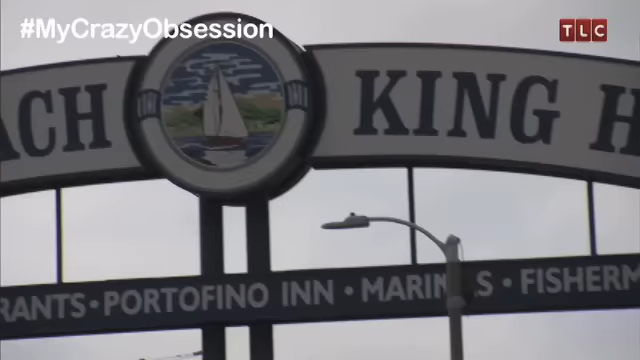 #MyCrazyObsession
TLC
ACH KING H
RANTS • PORTOFINO INN • MARIN S • FISHERM